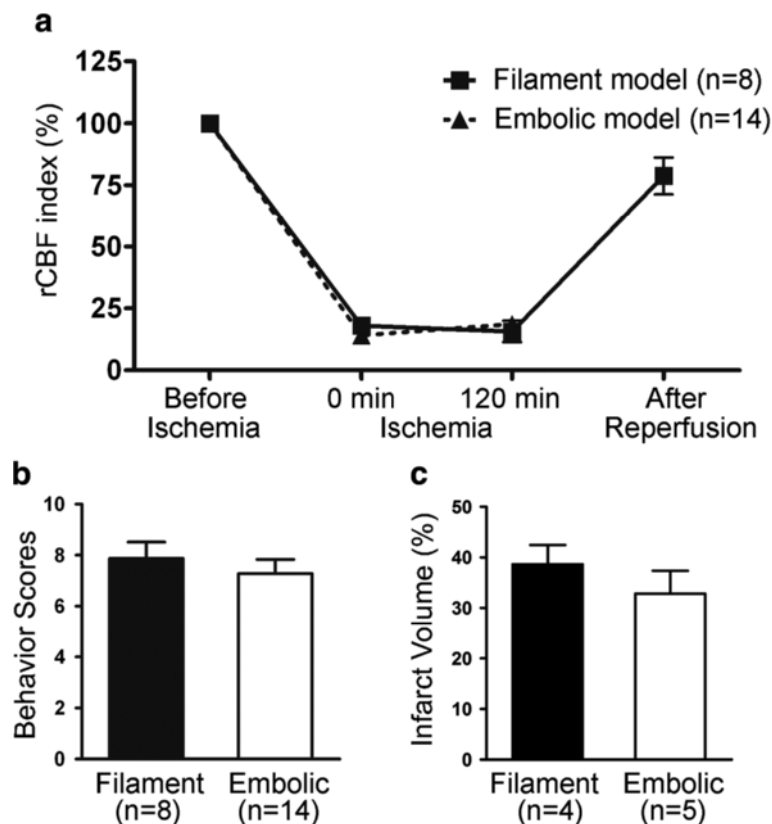 a
rCBF index (%)
125
100
75
50
25
0
Filament model (n=8)
Embolic model (n=14)
Before Ischemia
0 min
120 min
Ischemia
After Reperfusion
b
Behavior Scores
10
8
6
4
2
0
Filament
(n=8)
Embolic
(n=14)
c
Infarct Volume (%)
50
40
30
20
10
0
Filament
(n=4)
Embolic
(n=5)